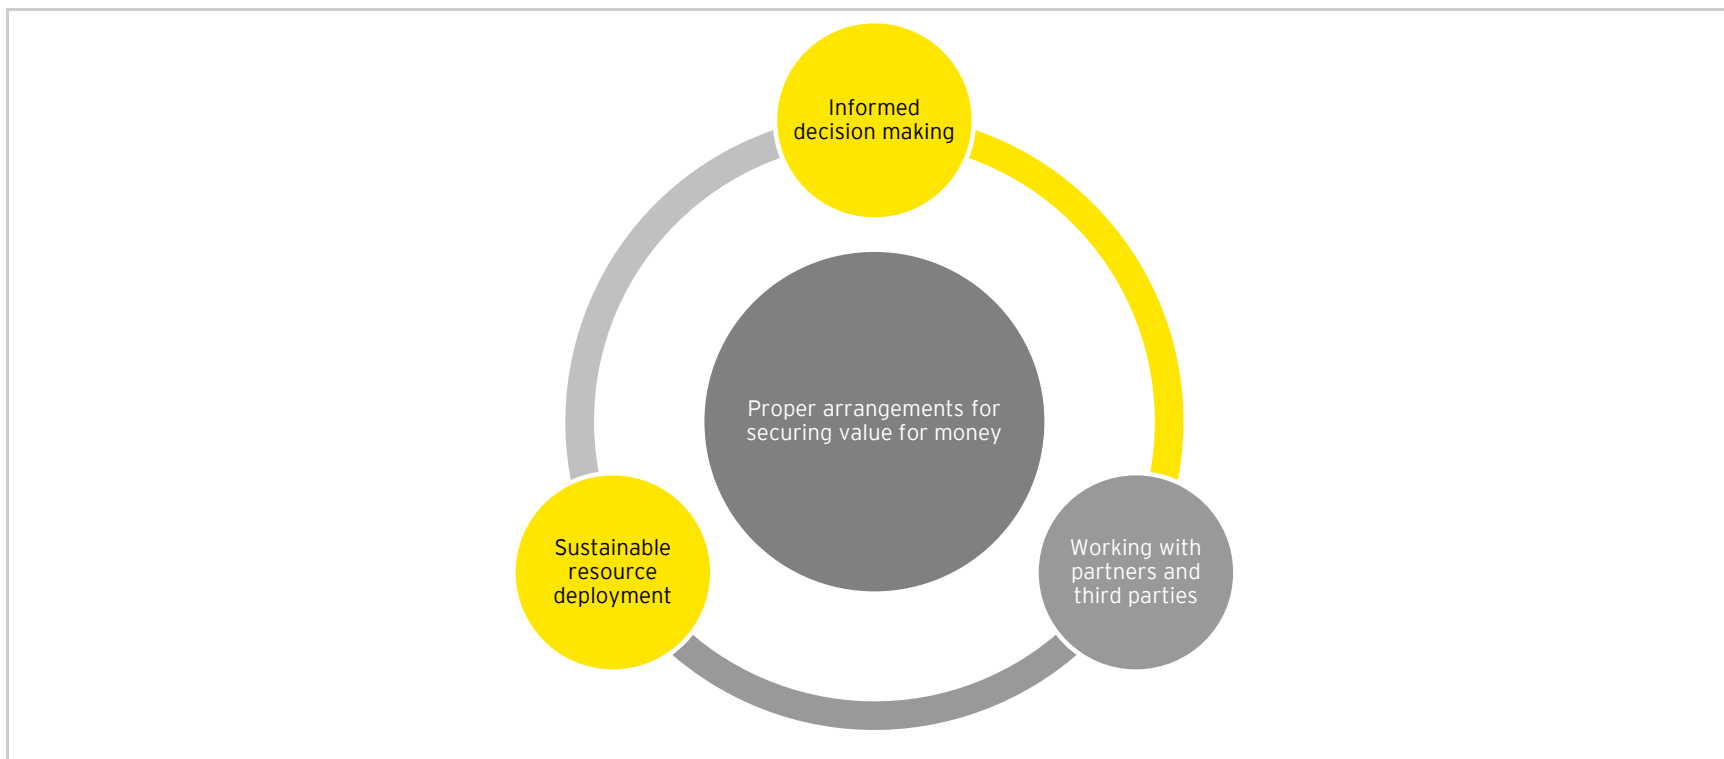 Informed
decision making
Proper arrangements for
securing value for money
Sustainable
resource
deployment
Working with
partners and
third parties